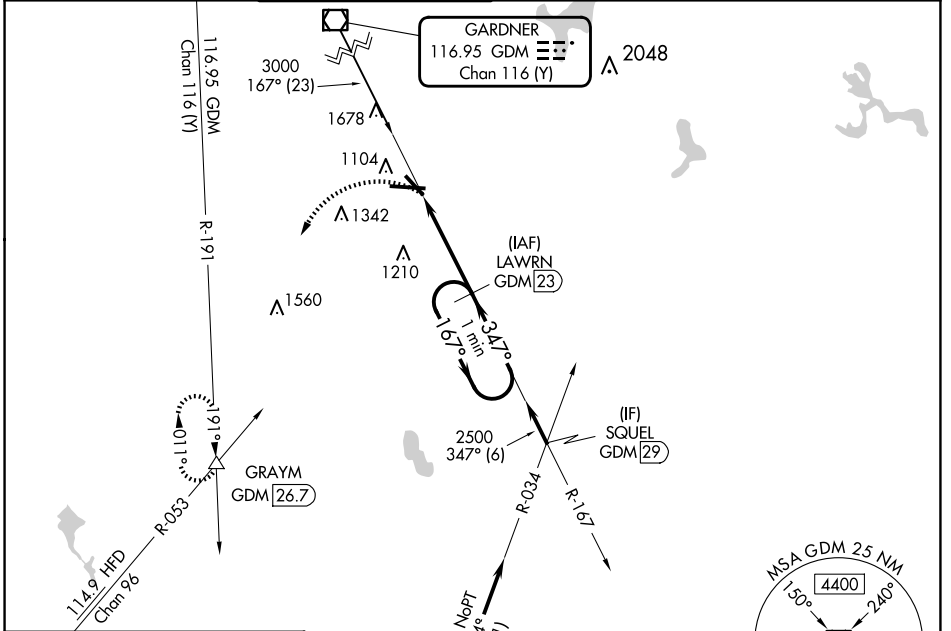 GARDNER
116.95 GDM
Chan 116 (Y)
2048
116.95 GDM
Chan 116 (Y)
3000
167° (23)
1678
1104
1342
1210
1560
R-191
(IAF)
LAWRN
GDM 23
167°
1 min
347°
191°
011°
GRAYM
GDM 26.7
2500
347° (6)
(IF)
SQUEL
GDM 29
R-053
R-034
R-167
114.9 HFD
Chan 96
NoPT
MSA GDM 25 NM
4400
150°
240°